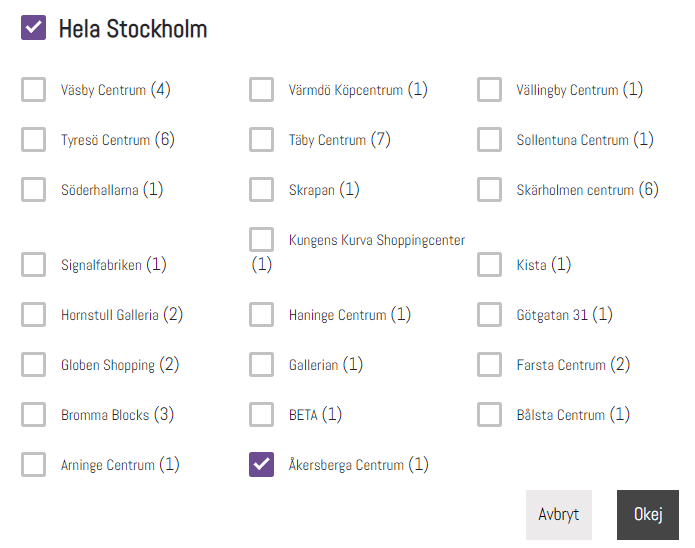 Hela Stockholm
Väsby Centrum (4)
Värmdö Köpcentrum (1)
Vällingby Centrum (1)
Tyresö Centrum (6)
Täby Centrum (7)
Sollentuna Centrum (1)
Söderhallarna (1)
Skrapan (1)
Skärholmen centrum (6)
Signalfabriken (1)
Kungens Kurva Shoppingcenter
(1)
Kista (1)
Hornstull Galleria (2)
Haninge Centrum (1)
Götgatan 31 (1)
Globen Shopping (2)
Gallerian (1)
Farsta Centrum (2)
Bromma Blocks (3)
BETA (1)
Bålsta Centrum (1)
Arninge Centrum (1)
Åkersberga Centrum (1)
Avbryt
Okej